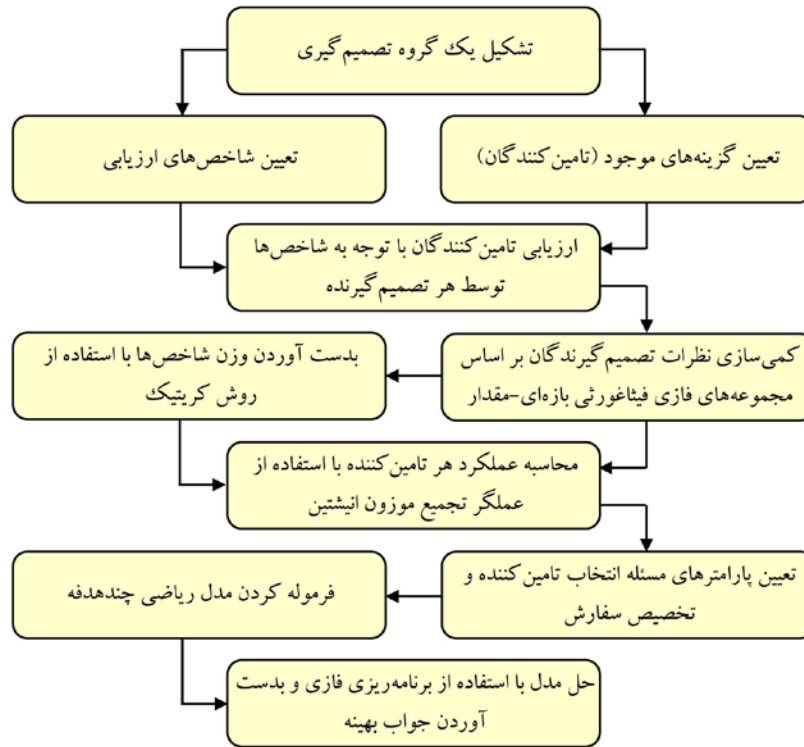 تشکیل یک گروه تصمیم‌گیری
تعیین گزینه‌های موجود (تامین‌کنندگان)
تعیین شاخص‌های ارزیابی
ارزیابی تامین‌کنندگان با توجه به شاخص‌ها
توسط هر تصمیم‌گیرنده
کمی‌سازی نظرات تصمیم‌گیرندگان بر اساس
مجموعه‌های فازی فیثاغورثی بازه‌ای-مقدار
بدست آوردن وزن شاخص‌ها با استفاده از
روش کریتیک
محاسبه عملکرد هر تامین‌کننده با استفاده از
عملگر تجمیع موزون انیشتین
تعیین پارامترهای مسئله انتخاب تامین‌کننده و
تخصیص سفارش
فرموله کردن مدل ریاضی چندهدفه
حل مدل با استفاده از برنامه‌ریزی فازی و بدست
آوردن جواب بهینه